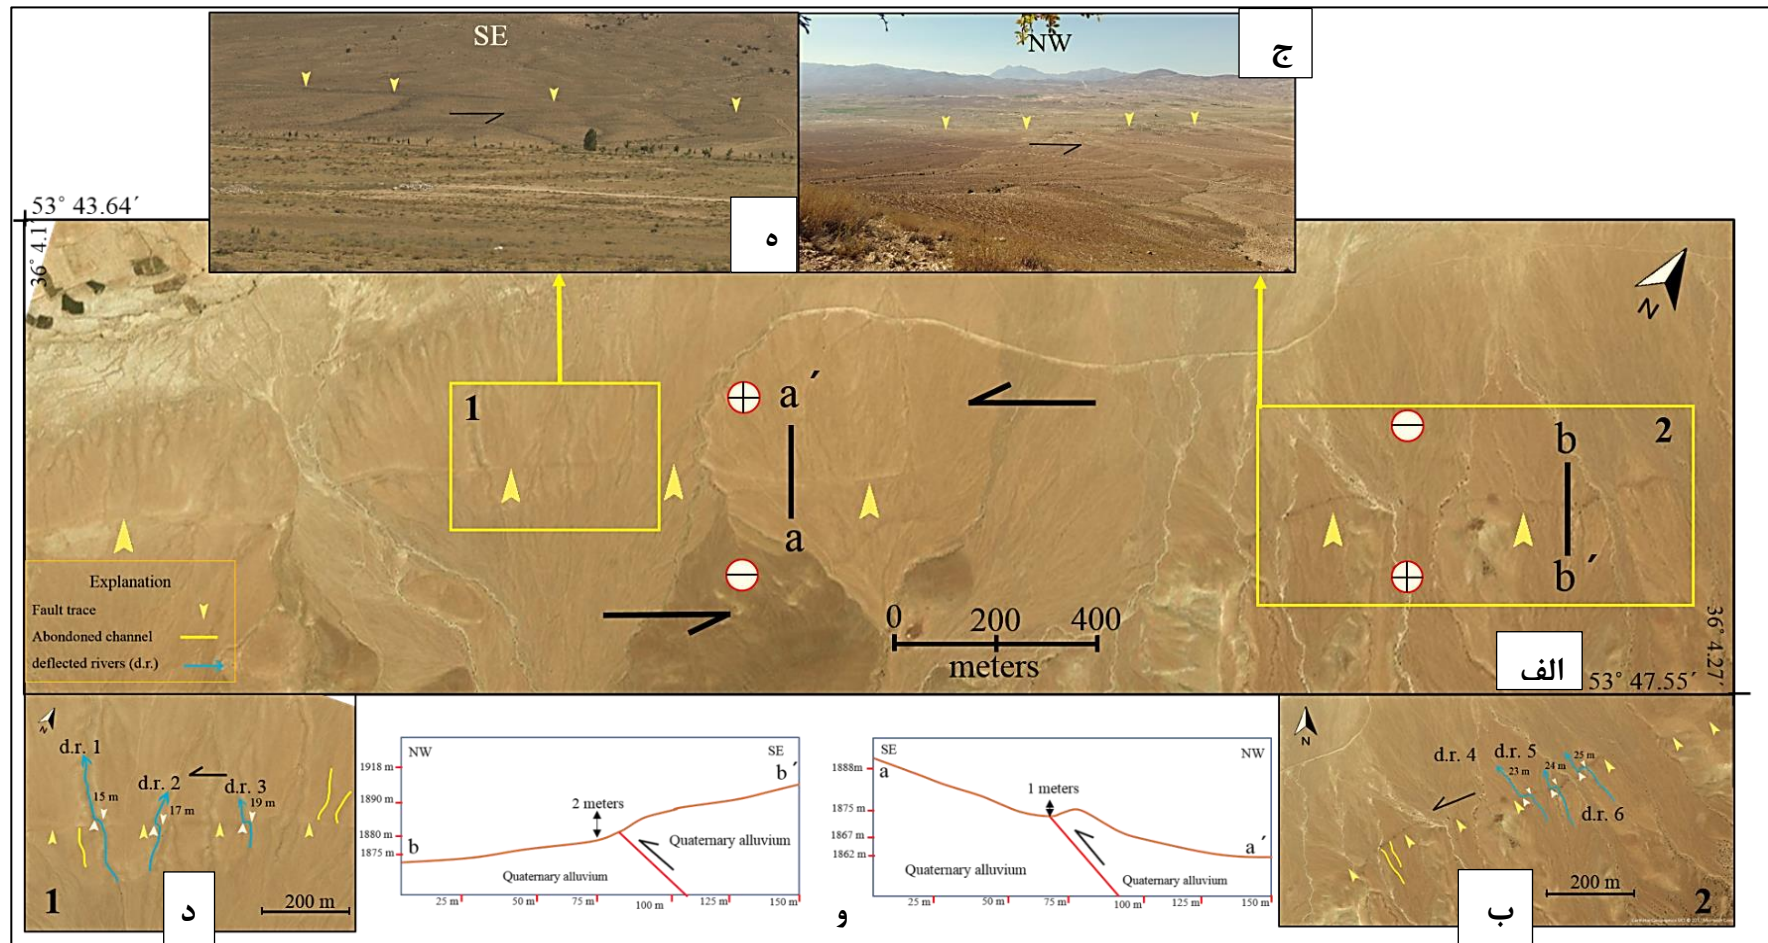 SE
NW
ج
ه
53˚ 43.64´
36˚ 4.1´
N
1
a´
a
b
2
b´
0 200 400
meters
Explanation
Fault trace
Abondoned channel
deflected rivers (d.r.)
36˚ 4.27´
الف
53˚ 47.55´
N
d.r. 1
d.r. 2
d.r. 3
15 m
17 m
19 m
1
200 m
د
NW
SE
1918 m
1890 m
1880 m
1875 m
b
b´
2 meters
Quaternary alluvium
Quaternary alluvium
25 m
50 m
75 m
100 m
125 m
150 m
و
SE
NW
1888m
1875 m
1867 m
1862 m
a
a´
1 meters
Quaternary alluvium
Quaternary alluvium
25 m
50 m
75 m
100 m
125 m
150 m
N
d.r. 4
d.r. 5
d.r. 6
23 m
24 m
25 m
200 m
ب
2